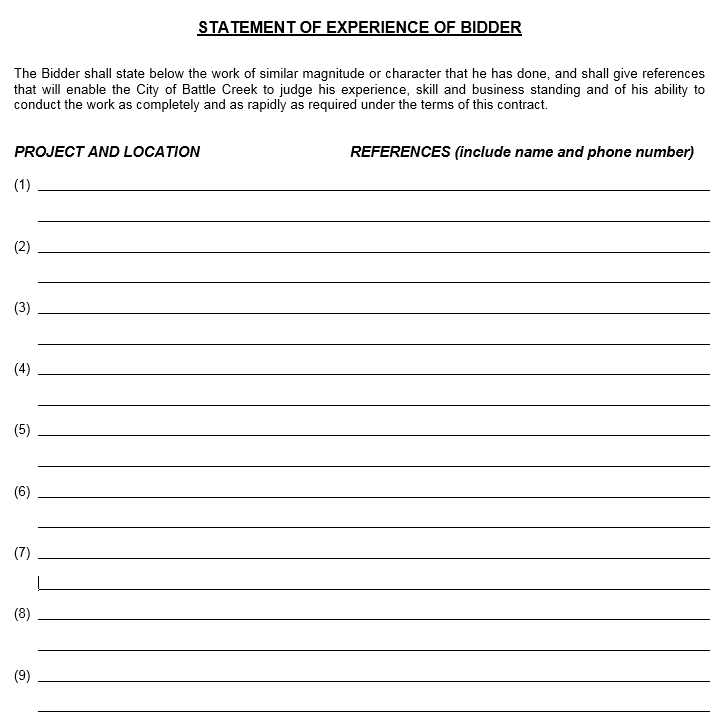 STATEMENT OF EXPERIENCE OF BIDDER
The Bidder shall state below the work of similar magnitude or character that he has done, and shall give references
that will enable the City of Battle Creek to judge his experience, skill and business standing and of his ability to
conduct the work as completely and as rapidly as required under the terms of this contract.
PROJECT AND LOCATION REFERENCES (include name and phone number)
(1)
(2)
(3)
(4)
(5)
(6)
(7)
(8)
(9)